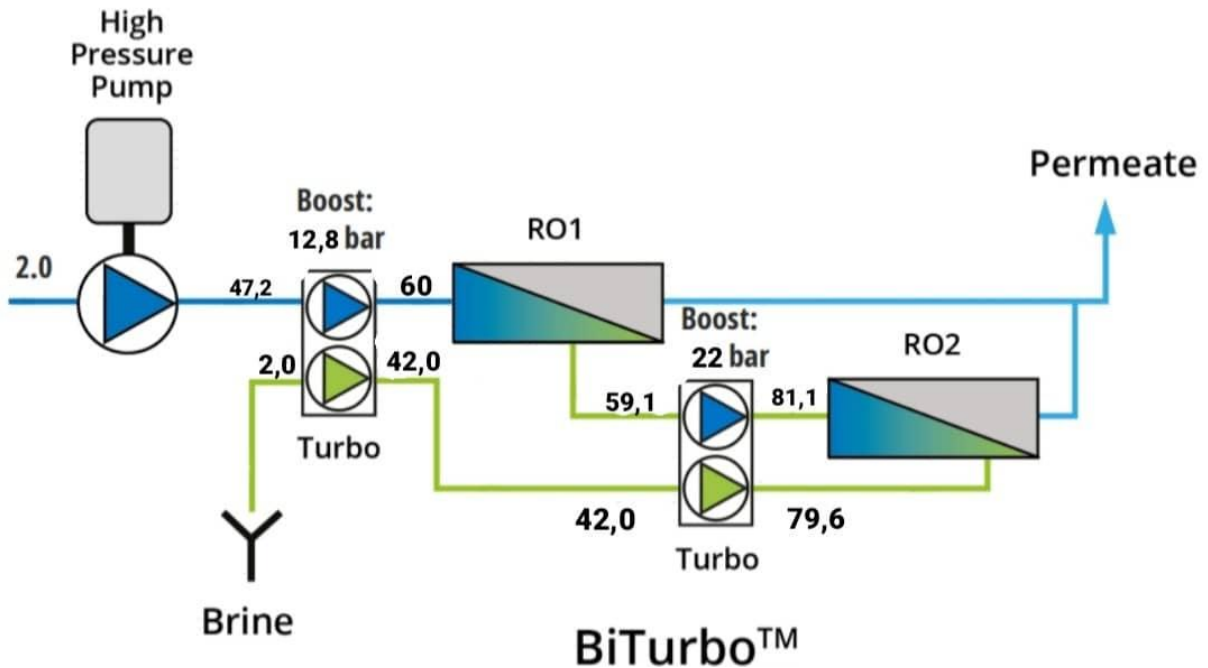 High
Pressure
Pump
Permeate
Boost:
12,8 bar
RO1
2.0
47,2
60
Boost:
22 bar
RO2
2,0
42,0
59,1
81,1
Turbo
42,0
79,6
Turbo
Brine
BiTurbo™